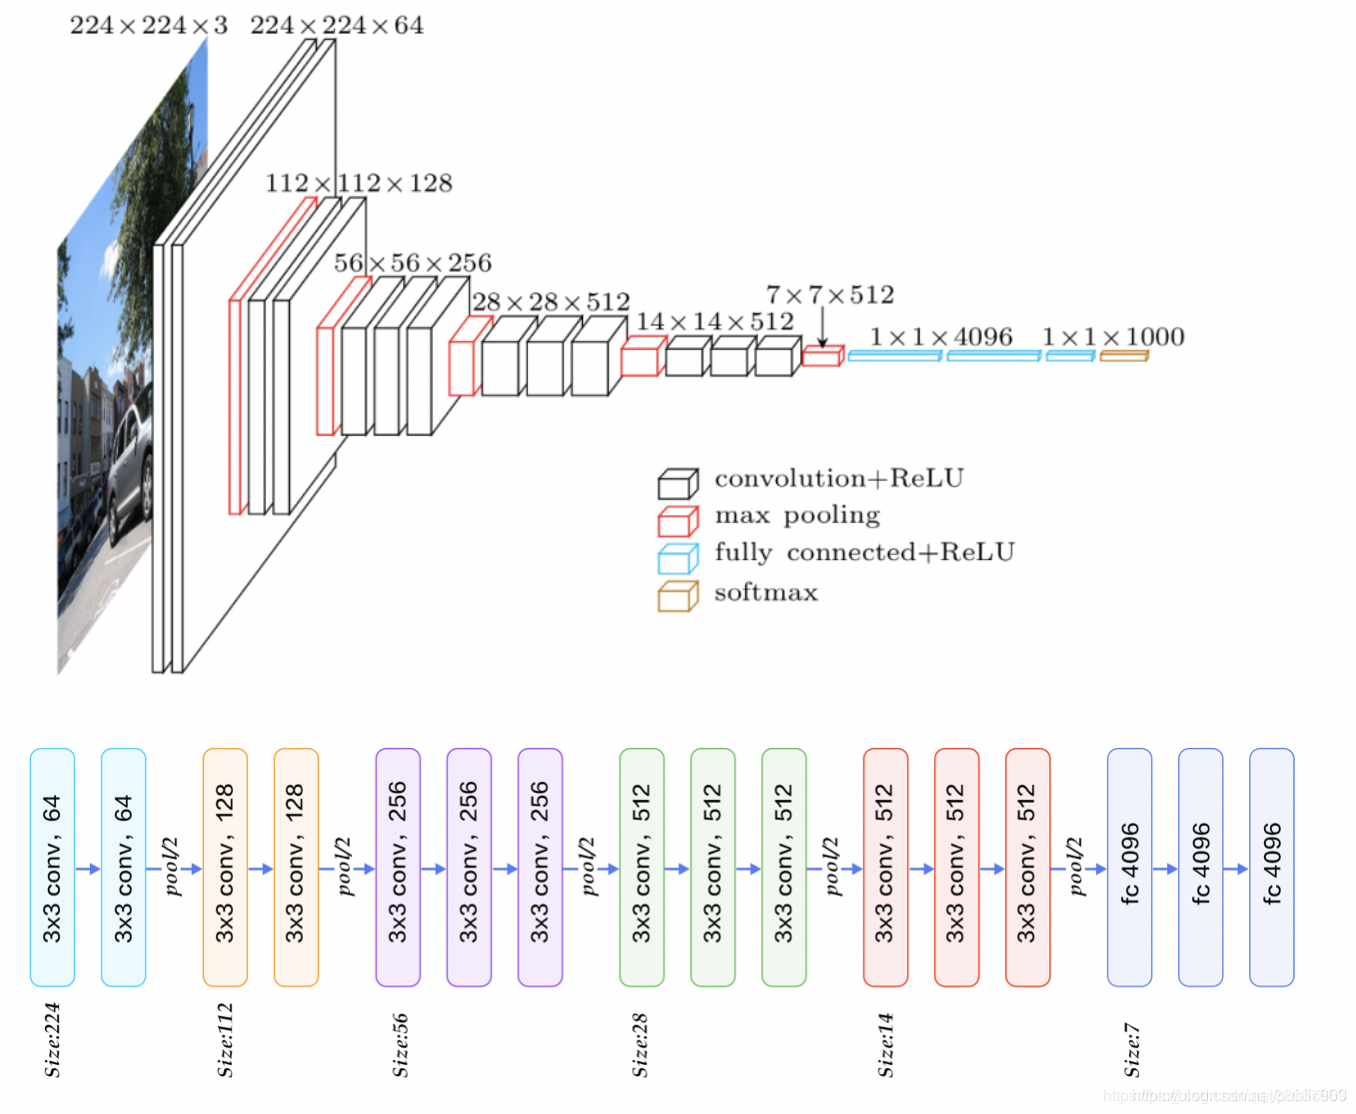 224×224×3
224×224×64
112×112×128
56×56×256
28×28×512
14×14×512
7×7×512
1×1×4096
1×1×1000
convolution+ReLU
max pooling
fully connected+ReLU
softmax
3x3 conv, 64
3x3 conv, 64
pool/2
3x3 conv, 128
3x3 conv, 128
pool/2
3x3 conv, 256
3x3 conv, 256
3x3 conv, 256
pool/2
3x3 conv, 512
3x3 conv, 512
3x3 conv, 512
pool/2
3x3 conv, 512
3x3 conv, 512
3x3 conv, 512
pool/2
fc 4096
fc 4096
fc 4096
Size:224
Size:112
Size:56
Size:28
Size:14
Size:7